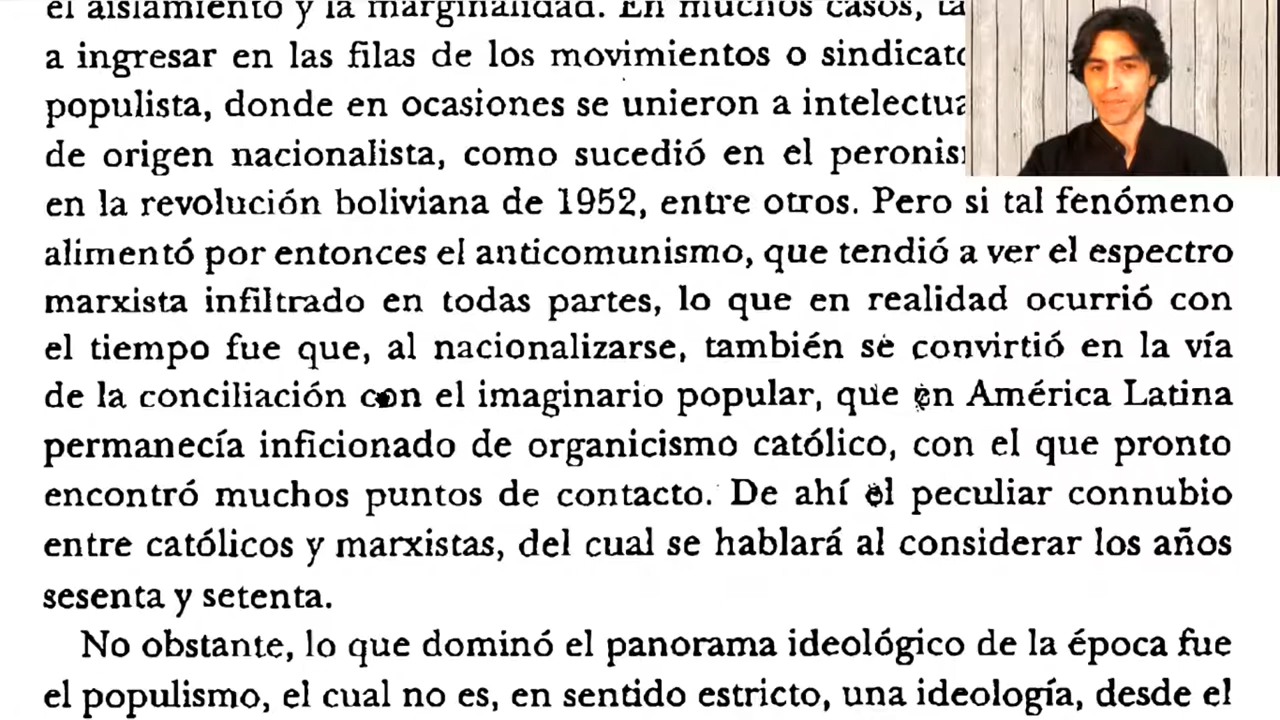 el aislamiento y la marginalidad. En muchos casos,
a ingresar en las filas de los movimientos o
populista, donde en ocasiones se unieron a
de origen nacionalista, como sucedió en el
en la revolución boliviana de 1952, entre otros. Pero si tal fenómeno
alimentó por entonces el anticomunismo, que tendió a ver el espectro
marxista infiltrado en todas partes, lo que en realidad ocurrió con
el tiempo fue que, al nacionalizarse, también se convirtió en la vía
de la conciliación con el imaginario popular, que en América Latina
permanecía inficionado de organicismo católico, con el que pronto
encontró muchos puntos de contacto. De ahí el peculiar connubio
entre católicos y marxistas, del cual se hablará al considerar los años
sesenta y setenta.
No obstante, lo que dominó el panorama ideológico de la época fue
el populismo, el cual no es, en sentido estricto, una ideología, desde el